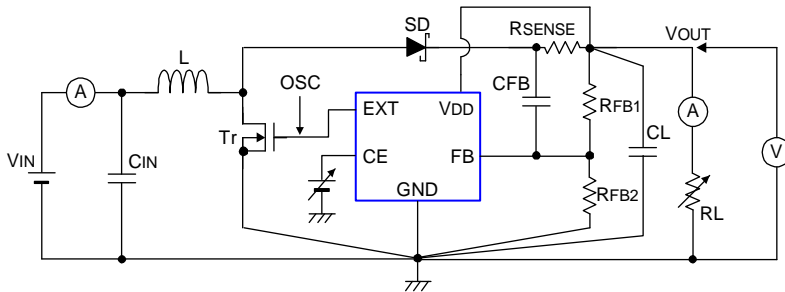 SD
RSENSE
VOUT
L
OSC
CFB
A
EXT
VDD
RFB1
A
Tr
CL
V
VIN
CIN
CE
FB
GND
RFB2
RL